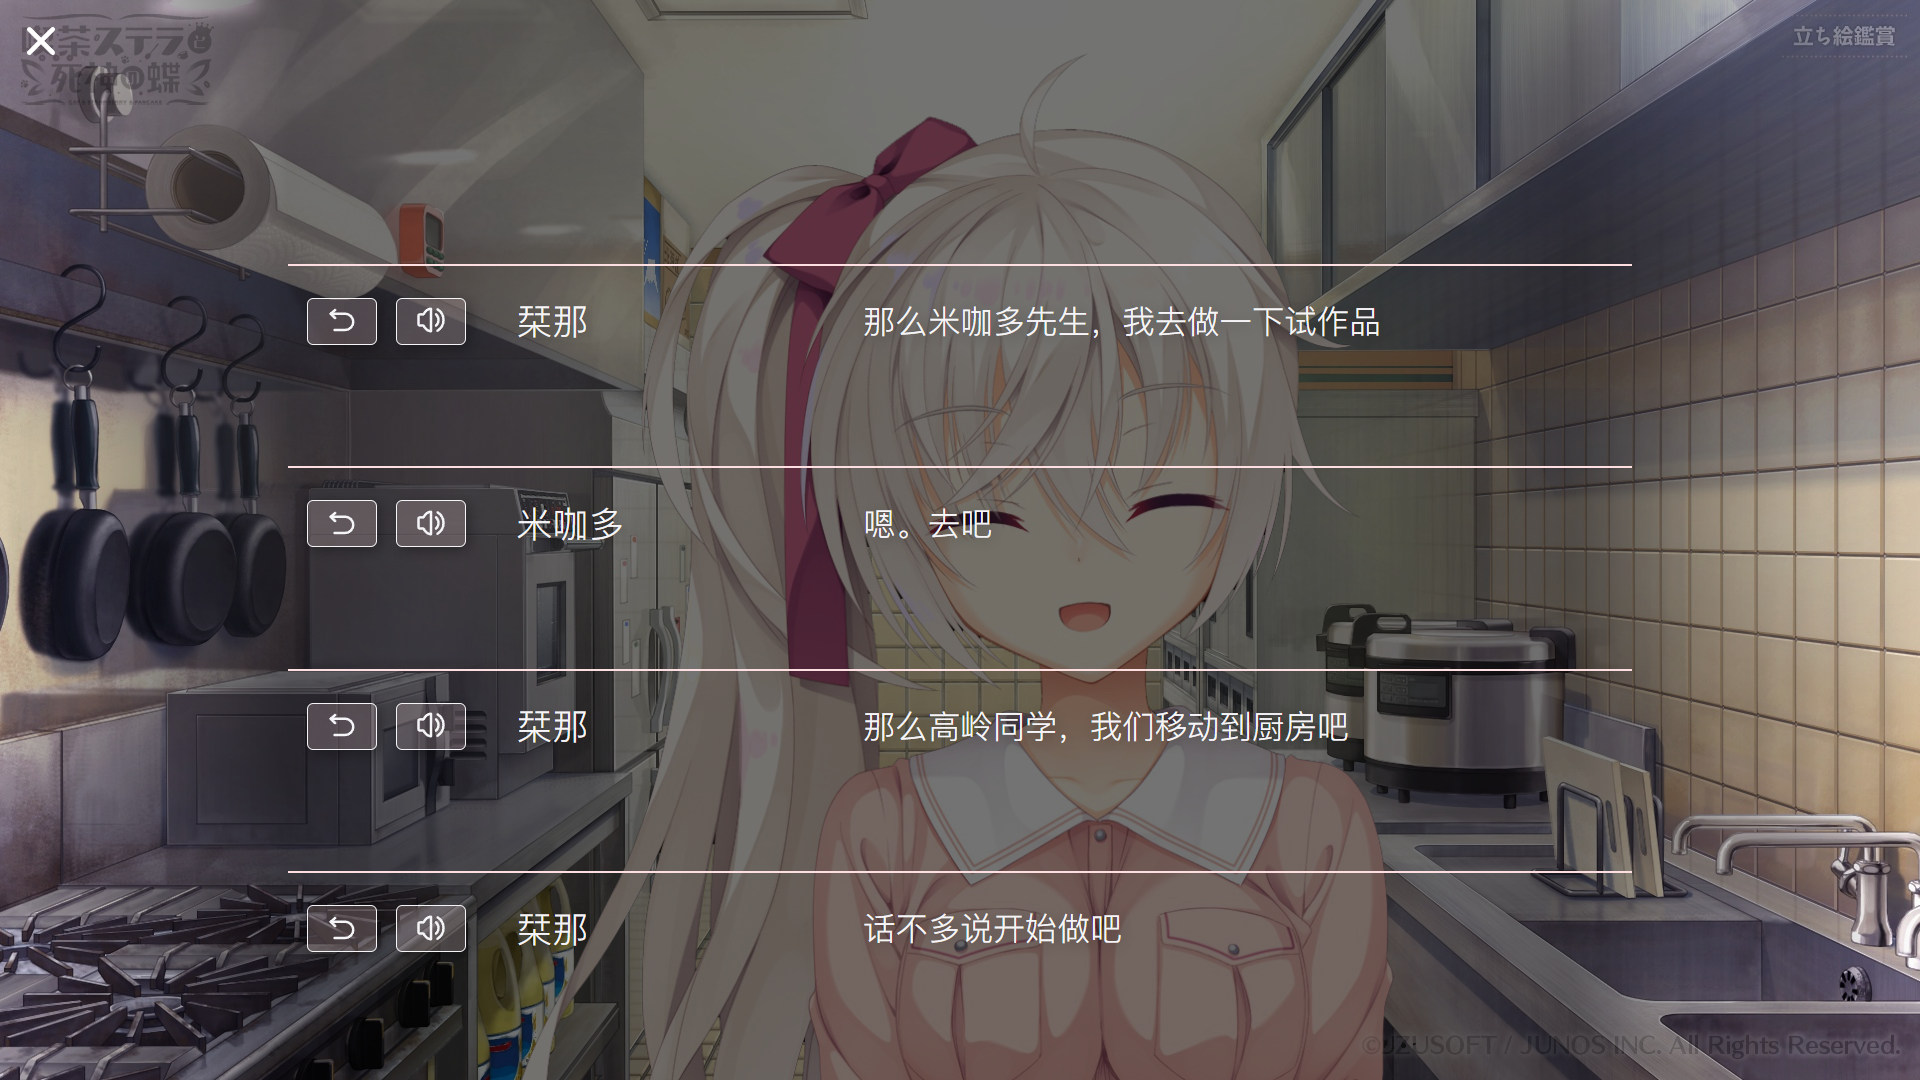 喫茶ステラと
死神の蝶
立ち絵鑑賞
栞那
那么米咖多先生，我去做一下试作品
米咖多
嗯。去吧
栞那
那么高岭同学，我们移动到厨房吧
栞那
话不多说开始做吧
©YUZUSOFT / JUNOS INC. All Rights Reserved.